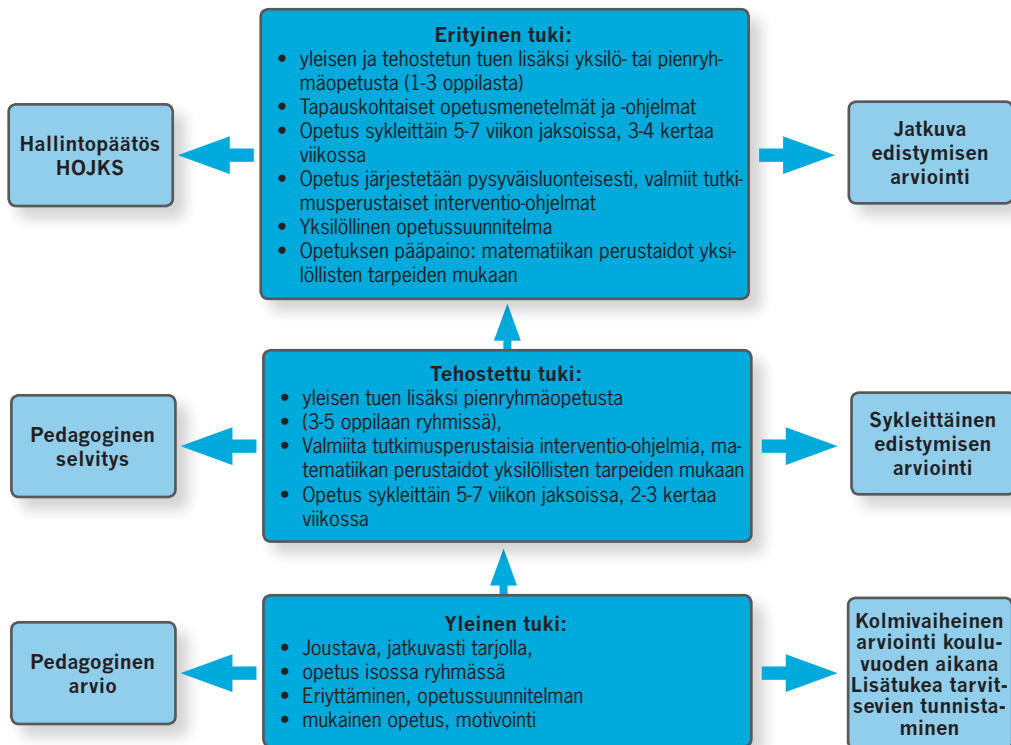 Erityinen tuki:
• yleisen ja tehostetun tuen lisäksi yksilö- tai pienryh-
mäopetusta (1-3 oppilasta)
• Tapauskohtaiset opetusmenetelmät ja -ohjelmat
• Opetus sykleittäin 5-7 viikon jaksoissa, 3-4 kertaa
viikossa
• Opetus järjestetään pysyväisluonteisesti, valmiit tutki-
musperustaiset interventio-ohjelmat
• Yksilöllinen opetussuunnitelma
• Opetuksen pääpaino: matematiikan perustaidot yksi-
löllisten tarpeiden mukaan
Hallintopäätös
HOJKS
Jatkuva
edistymisen
arviointi
Tehostettu tuki:
• yleisen tuen lisäksi pienryhmäopetusta
• (3-5 oppilaan ryhmissä),
• Valmiita tutkimusperustaisia interventio-ohjelmia, ma-
tematiikan perustaidot yksilöllisten tarpeiden mukaan
• Opetus sykleittäin 5-7 viikon jaksoissa, 2-3 kertaa
viikossa
Pedagoginen
selvitys
Sykleittäinen
edistymisen
arviointi
Yleinen tuki:
• Joustava, jatkuvasti tarjolla,
• opetus isossa ryhmässä
• Eriyttäminen, opetussuunnitelman
• mukainen opetus, motivointi
Pedagoginen
arvio
Kolmivaiheinen
arviointi koulu-
vuoden aikana
Lisätukea tarvit-
sevien tunnista-
minen